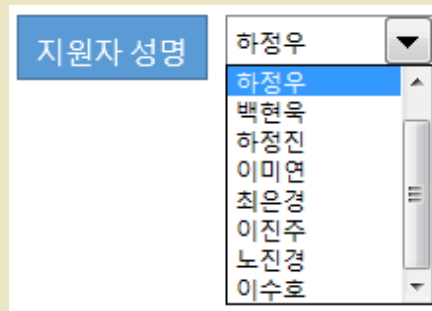 지원자 성명
하정우
하정우
백현욱
하정진
이미연
최은경
이진주
노진경
이수호